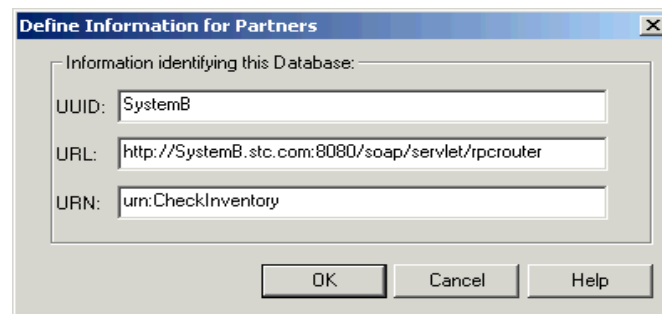 Define Information for Partners
Information identifying this Database:
UUID: SystemB
URL: http://SystemB.stc.com:8080/soap/servlet/rpcrouter
URN: urn:CheckInventory
OK Cancel Help